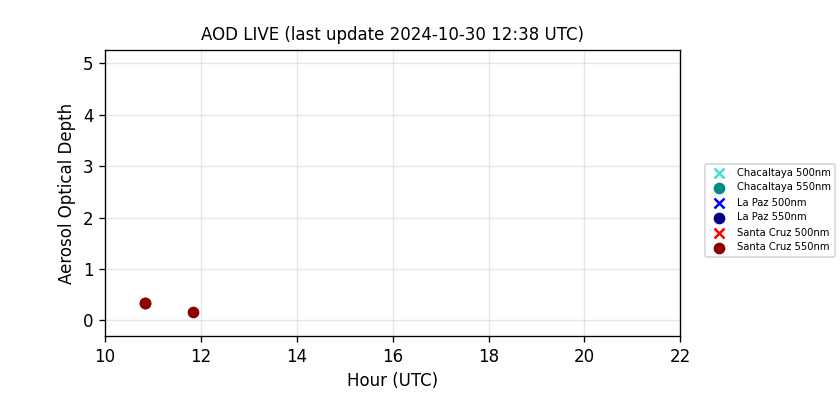 AOD LIVE (last update 2024-10-30 12:38 UTC)
5
4
3
2
1
0
Aerosol Optical Depth
10 12 14 16 18 20 22
Hour (UTC)
Chacaltaya 500nm
Chacaltaya 550nm
La Paz 500nm
La Paz 550nm
Santa Cruz 500nm
Santa Cruz 550nm